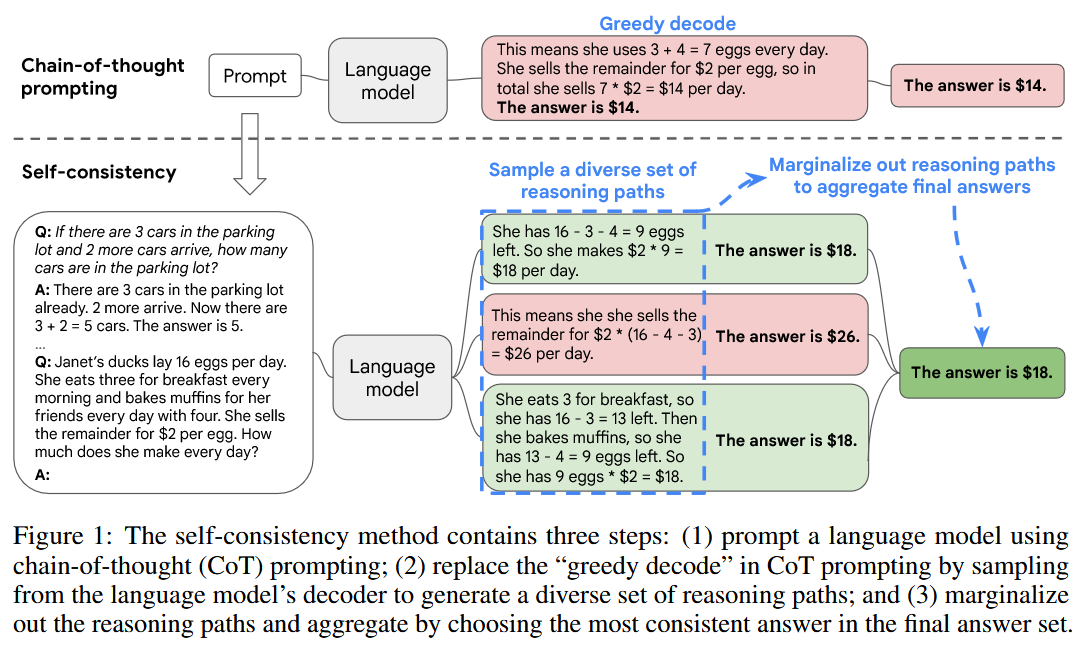 Greedy decode
Chain-of-thought
prompting
Prompt
Language
model
This means she uses 3 + 4 = 7 eggs every day.
She sells the remainder for $2 per egg, so in
total she sells 7 * $2 = $14 per day.
The answer is $14.
The answer is $14.
Self-consistency
Sample a diverse set of
reasoning paths
Marginalize out reasoning paths
to aggregate final answers
Q: If there are 3 cars in the parking
lot and 2 more cars arrive, how many
cars are in the parking lot?
A: There are 3 cars in the parking lot
already. 2 more arrive. Now there are
3 + 2 = 5 cars. The answer is 5.
...
Q: Janet's ducks lay 16 eggs per day.
She eats three for breakfast every
morning and bakes muffins for her
friends every day with four. She sells
the remainder for $2 per egg. How
much does she make every day?
A:
Language
model
She has 16 - 3 - 4 = 9 eggs
left. So she makes $2 * 9 =
$18 per day.
The answer is $18.
This means she she sells the
remainder for $2 * (16 - 4 - 3)
= $26 per day.
The answer is $26.
She eats 3 for breakfast, so
she has 16 - 3 = 13 left. Then
she bakes muffins, so she
has 13 - 4 = 9 eggs left. So
she has 9 eggs * $2 = $18.
The answer is $18.
The answer is $18.
Figure 1: The self-consistency method contains three steps: (1) prompt a language model using
chain-of-thought (CoT) prompting; (2) replace the “greedy decode” in CoT prompting by sampling
from the language model’s decoder to generate a diverse set of reasoning paths; and (3) marginalize
out the reasoning paths and aggregate by choosing the most consistent answer in the final answer set.